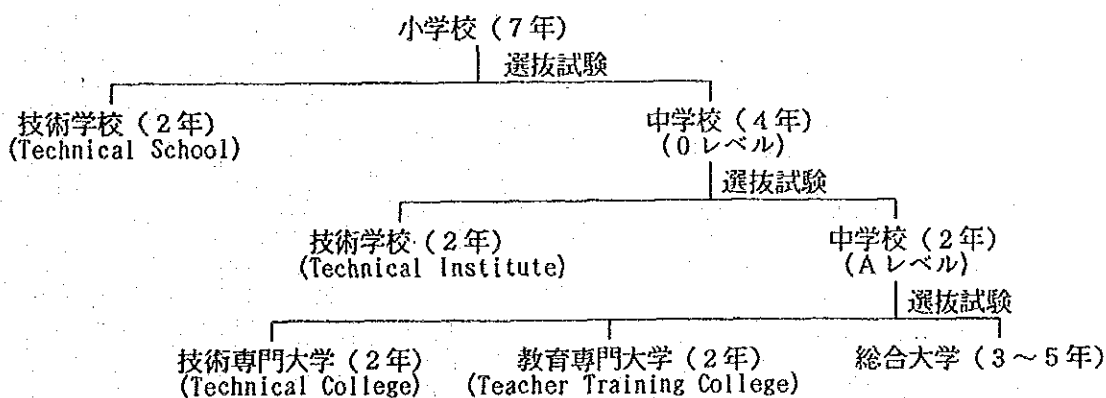 小学校（7年）
選抜試験
技術学校（2年）
(Technical School)
中学校（4年）
（Oレベル）
選抜試験
技術学校（2年）
(Technical Institute)
中学校（2年）
（Aレベル）
選抜試験
技術専門大学（2年）
(Technical College)
教育専門大学（2年）
(Teacher Training College)
総合大学（3～5年）